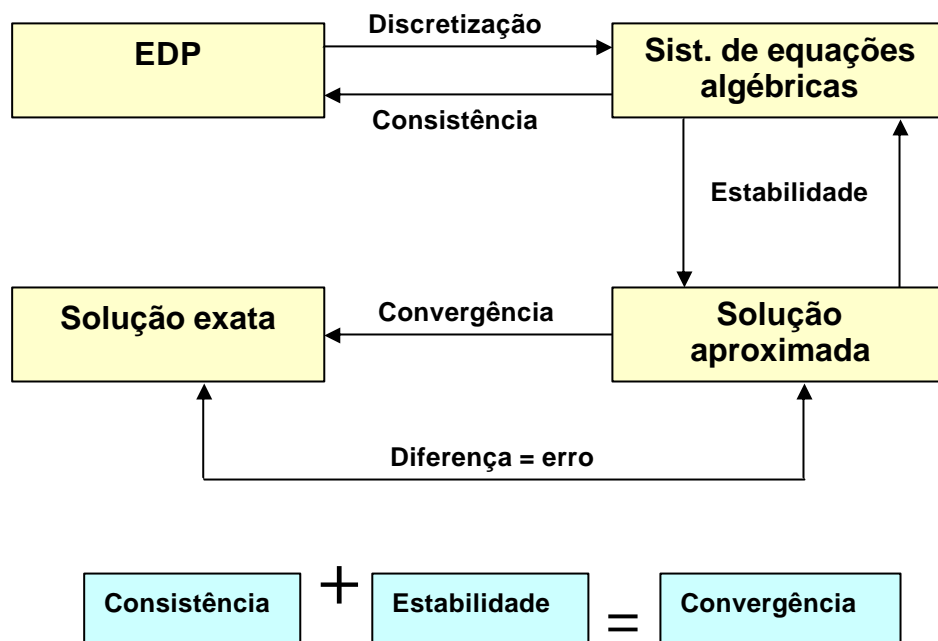 Discretização
EDP
Sist. de equações
algébricas
Consistência
Estabilidade
Solução exata
Convergência
Solução
aproximada
Diferença = erro
Consistência + Estabilidade = Convergência